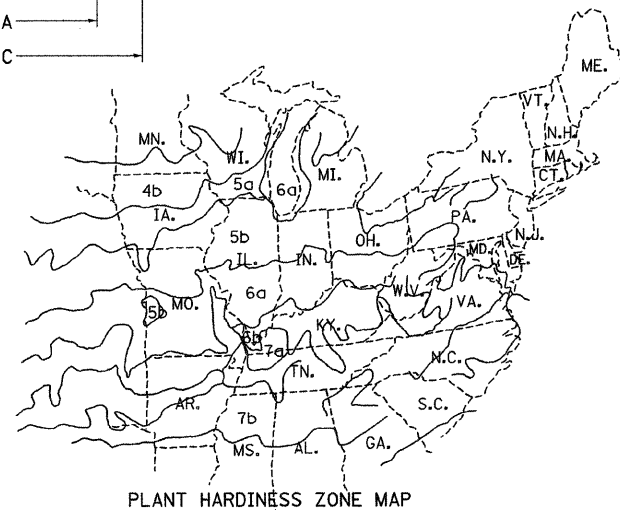 A
C
ME.
VT.
MN.
N.H.
WI.
N.Y.
MA.
MI.
CT.
4b
5a
6a
IA.
PA.
5b
OH.
N.J.
IL.
IN.
MD.
DE.
6a
W.V.
MO.
VA.
5b
KY.
6b
7a
N.C.
TN.
AR.
S.C.
7b
GA.
MS.
AL.
PLANT HARDINESS ZONE MAP